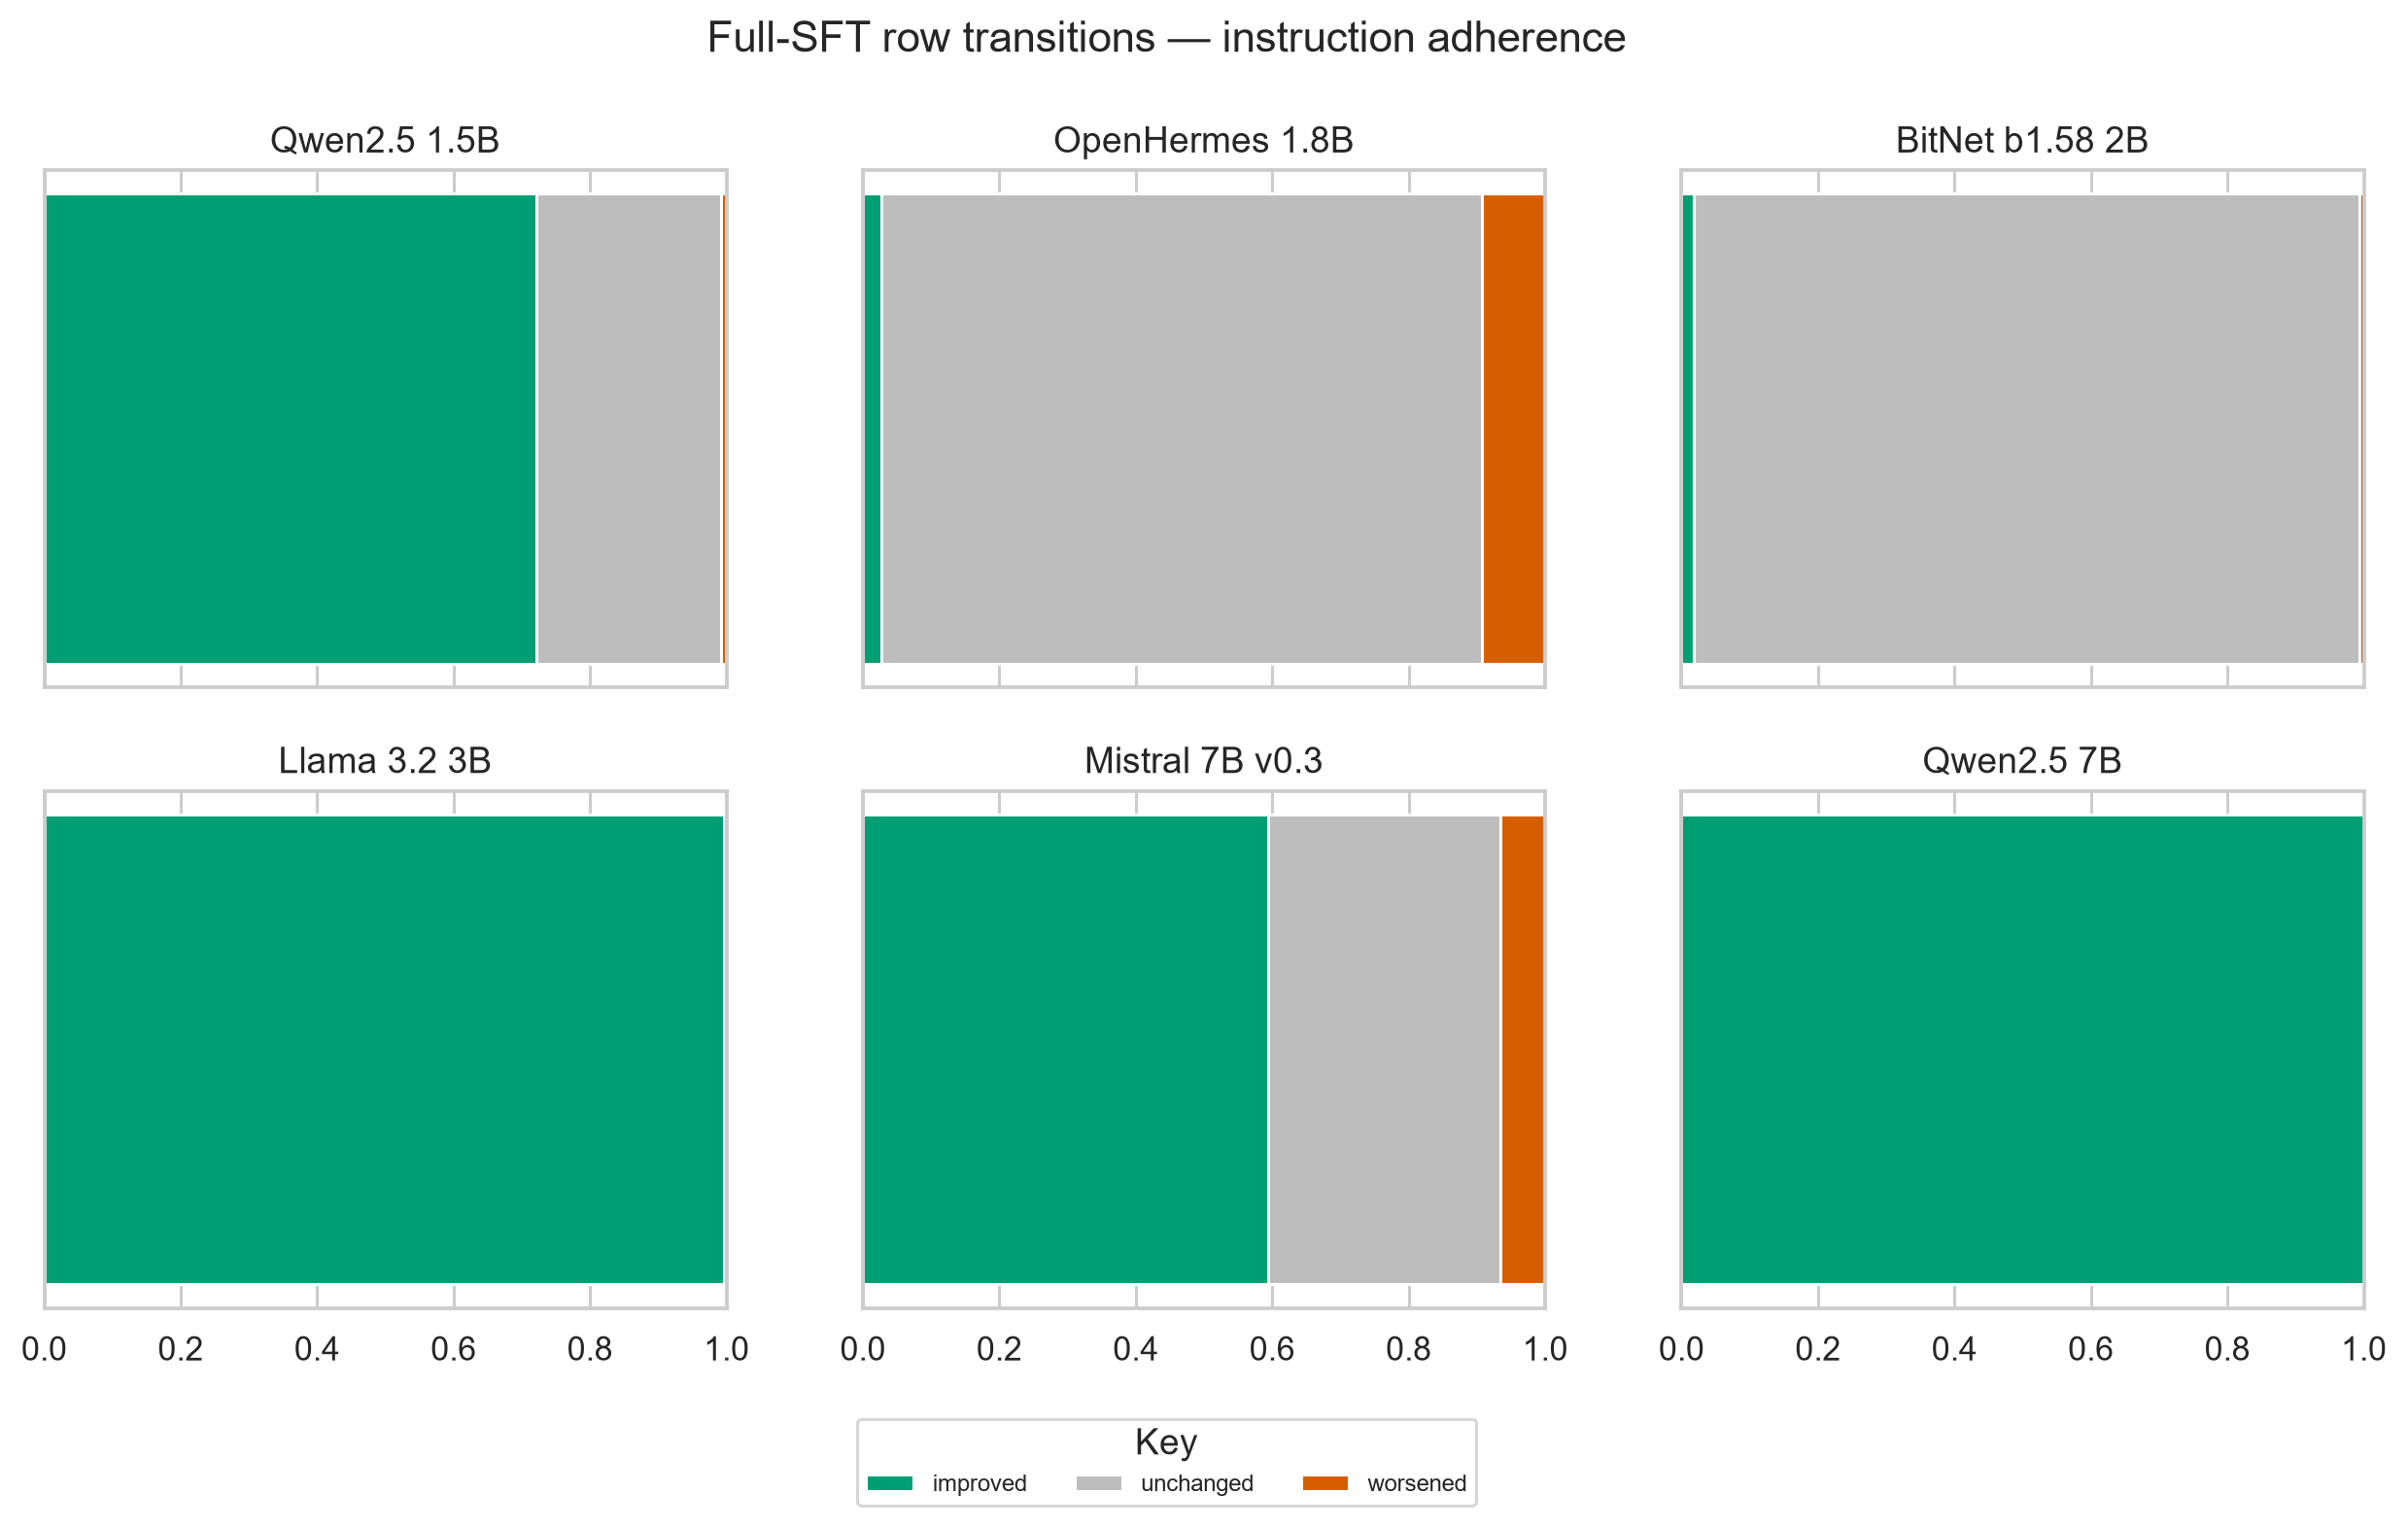 Full-SFT row transitions — instruction adherence
Qwen2.5 1.5B
OpenHermes 1.8B
BitNet b1.58 2B
Llama 3.2 3B
Mistral 7B v0.3
Qwen2.5 7B
0.0 0.2 0.4 0.6 0.8 1.0
0.0 0.2 0.4 0.6 0.8 1.0
0.0 0.2 0.4 0.6 0.8 1.0
Key
improved unchanged worsened